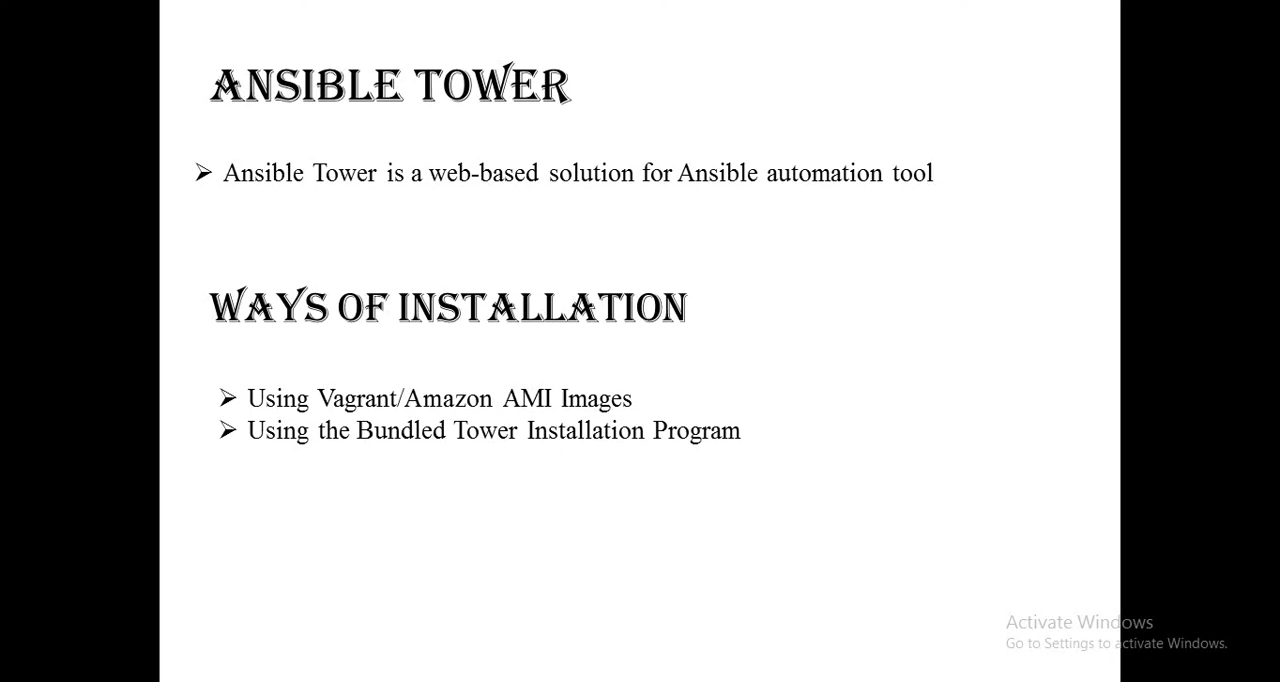 ANSIBLE TOWER
Ansible Tower is a web-based solution for Ansible automation tool
WAYS OF INSTALLATION
Using Vagrant/Amazon AMI Images
Using the Bundled Tower Installation Program
Activate Windows
Go to Settings to activate Windows.